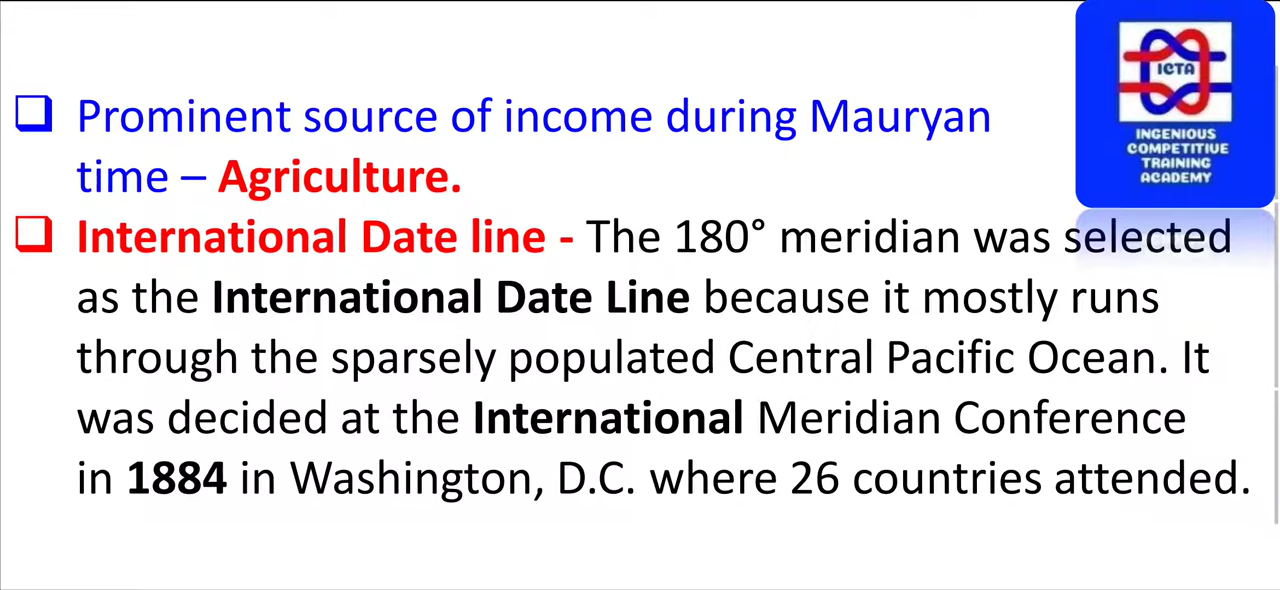 Prominent source of income during Mauryan
time – Agriculture.
International Date line - The 180° meridian was selected
as the International Date Line because it mostly runs
through the sparsely populated Central Pacific Ocean. It
was decided at the International Meridian Conference
in 1884 in Washington, D.C. where 26 countries attended.
ICTA
INGENIOUS
COMPETITIVE
TRAINING
ACADEMY